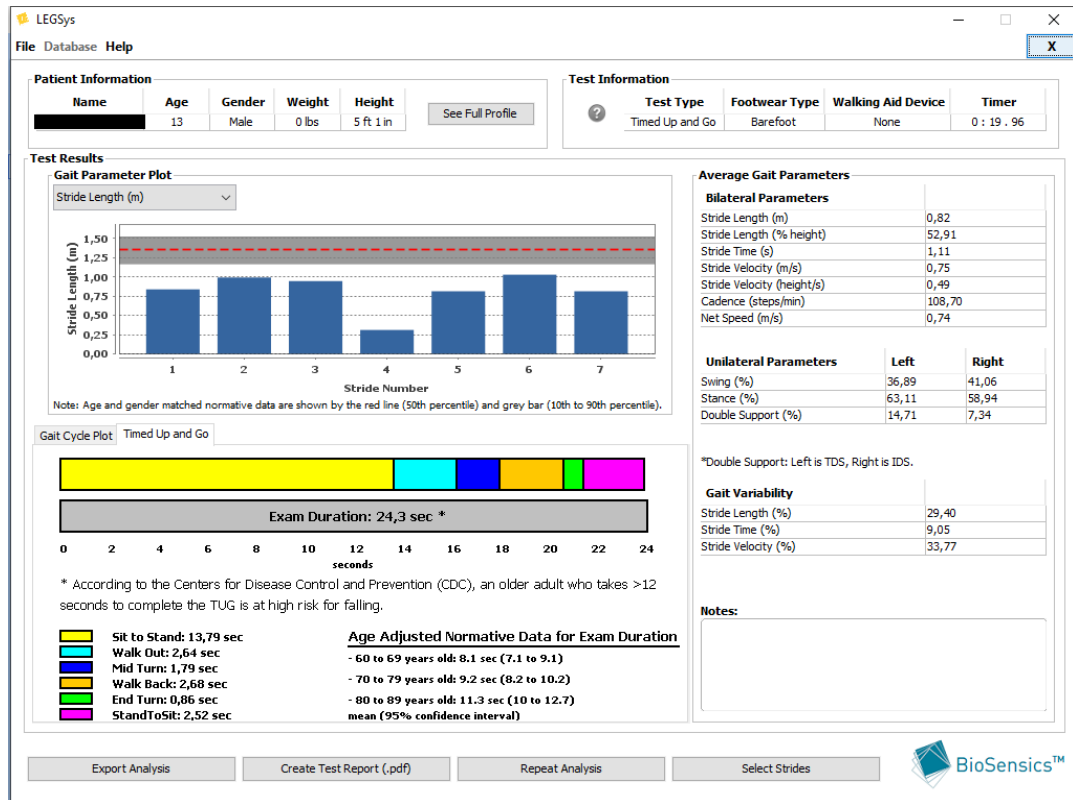 LEGSys
File Database Help
X
Patient Information
Name Age Gender Weight Height
13 Male 0 lbs 5 ft 1 in
See Full Profile
Test Information
?
Test Type Footwear Type Walking Aid Device Timer
Timed Up and Go Barefoot None 0 : 19 . 96
Test Results
Gait Parameter Plot
Stride Length (m)
Stride Length (m)
1,50
1,25
1,00
0,75
0,50
0,25
0,00
1 2 3 4 5 6 7
Stride Number
Note: Age and gender matched normative data are shown by the red line (50th percentile) and grey bar (10th to 90th percentile).
Gait Cycle Plot Timed Up and Go
Exam Duration: 24,3 sec *
0 2 4 6 8 10 12 14 16 18 20 22 24
seconds
* According to the Centers for Disease Control and Prevention (CDC), an older adult who takes >12
seconds to complete the TUG is at high risk for falling.
Sit to Stand: 13,79 sec
Walk Out: 2,64 sec
Mid Turn: 1,79 sec
Walk Back: 2,68 sec
End Turn: 0,86 sec
StandToSit: 2,52 sec
Age Adjusted Normative Data for Exam Duration
- 60 to 69 years old: 8.1 sec (7.1 to 9.1)
- 70 to 79 years old: 9.2 sec (8.2 to 10.2)
- 80 to 89 years old: 11.3 sec (10 to 12.7)
mean (95% confidence interval)
Average Gait Parameters
Bilateral Parameters
Stride Length (m) 0,82
Stride Length (% height) 52,91
Stride Time (s) 1,11
Stride Velocity (m/s) 0,75
Stride Velocity (height/s) 0,49
Cadence (steps/min) 108,70
Net Speed (m/s) 0,74
Unilateral Parameters Left Right
Swing (%) 36,89 41,06
Stance (%) 63,11 58,94
Double Support (%) 14,71 7,34
*Double Support: Left is TDS, Right is IDS.
Gait Variability
Stride Length (%) 29,40
Stride Time (%) 9,05
Stride Velocity (%) 33,77
Notes:
Export Analysis Create Test Report (.pdf) Repeat Analysis Select Strides
BioSensics™